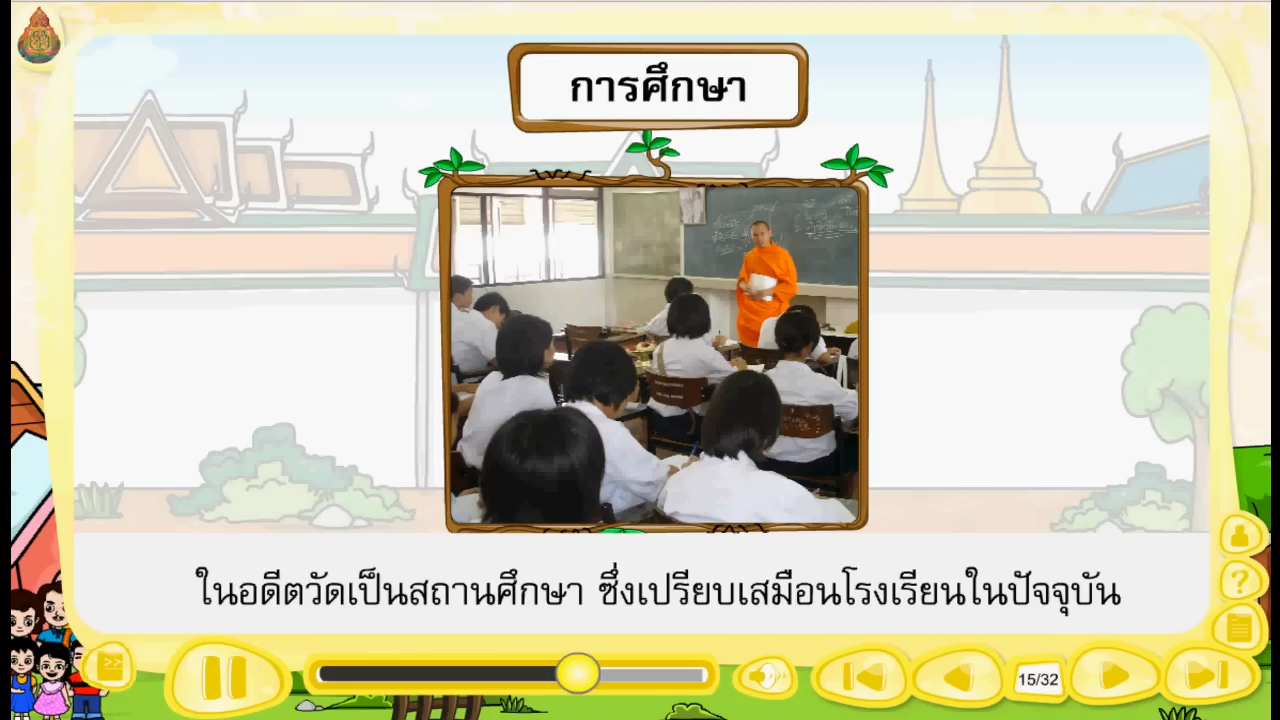 การศึกษา
ในอดีตวัดเป็นสถานศึกษา ซึ่งเปรียบเสมือนโรงเรียนในปัจจุบัน
?
>>
15/32